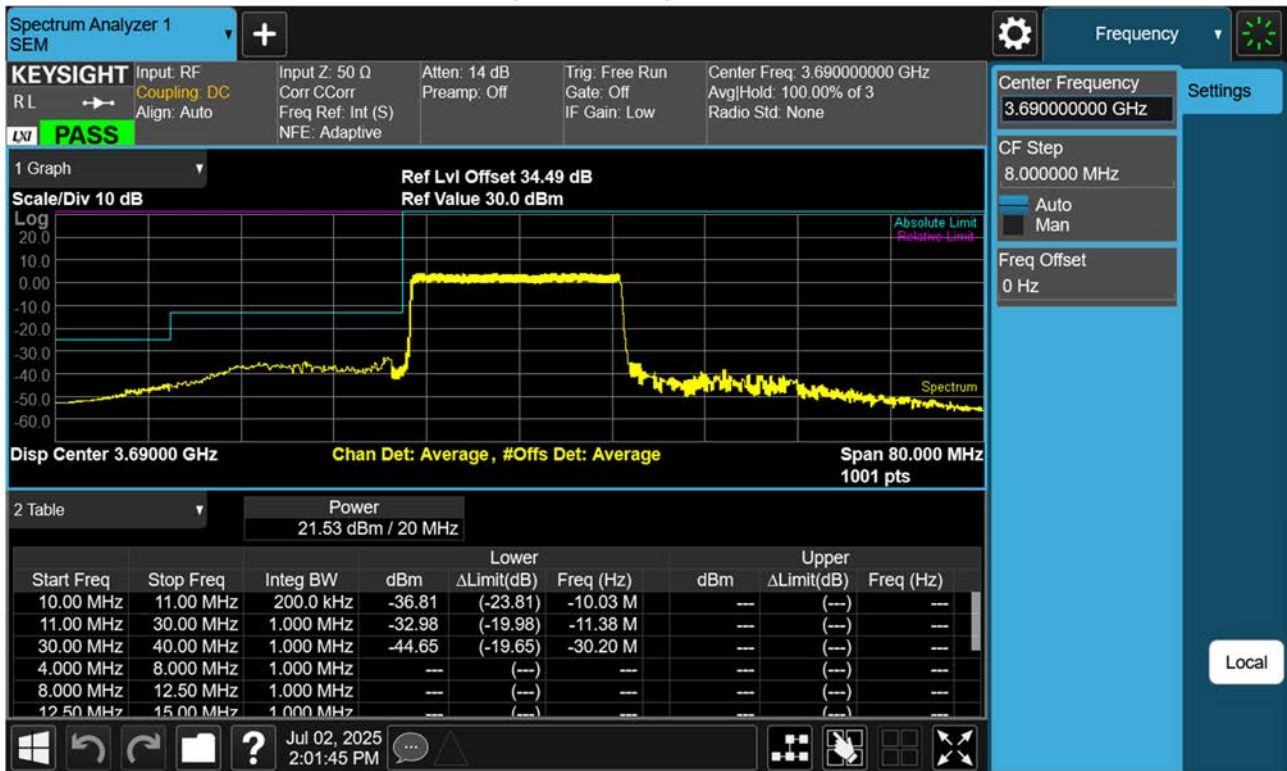 Spectrum Analyzer 1
SEM
Frequency
KEYSIGHT
R L
LXI PASS
Input: RF
Coupling: DC
Align: Auto
Input Z: 50 Ω
Corr CCorr
Freq Ref: Int (S)
NFE: Adaptive
Atten: 14 dB
Preamp: Off
Trig: Free Run
Gate: Off
IF Gain: Low
Center Freq: 3.690000000 GHz
Avg|Hold: 100.00% of 3
Radio Std: None
Center Frequency
3.690000000 GHz
Settings
CF Step
8.000000 MHz
Auto
Man
Freq Offset
0 Hz
1 Graph
Scale/Div 10 dB
Ref Lvl Offset 34.49 dB
Ref Value 30.0 dBm
Log
Absolute Limit
Relative Limit
20.0
10.0
0.00
-10.0
-20.0
-30.0
-40.0
-50.0
-60.0
Spectrum
Disp Center 3.69000 GHz Chan Det: Average, #Offs Det: Average Span 80.000 MHz
1001 pts
2 Table
Power
21.53 dBm / 20 MHz
Lower Upper
Start Freq Stop Freq Integ BW dBm ΔLimit(dB) Freq (Hz) dBm ΔLimit(dB) Freq (Hz)
10.00 MHz 11.00 MHz 200.0 kHz -36.81 (-23.81) -10.03 M --- (---) ---
11.00 MHz 30.00 MHz 1.000 MHz -32.98 (-19.98) -11.38 M --- (---) ---
30.00 MHz 40.00 MHz 1.000 MHz -44.65 (-19.65) -30.20 M --- (---) ---
4.000 MHz 8.000 MHz 1.000 MHz --- (---) --- --- (---) ---
8.000 MHz 12.50 MHz 1.000 MHz --- (---) --- --- (---) ---
12.50 MHz 15.00 MHz 1.000 MHz --- (---) --- --- (---) ---
Local
Jul 02, 2025
2:01:45 PM